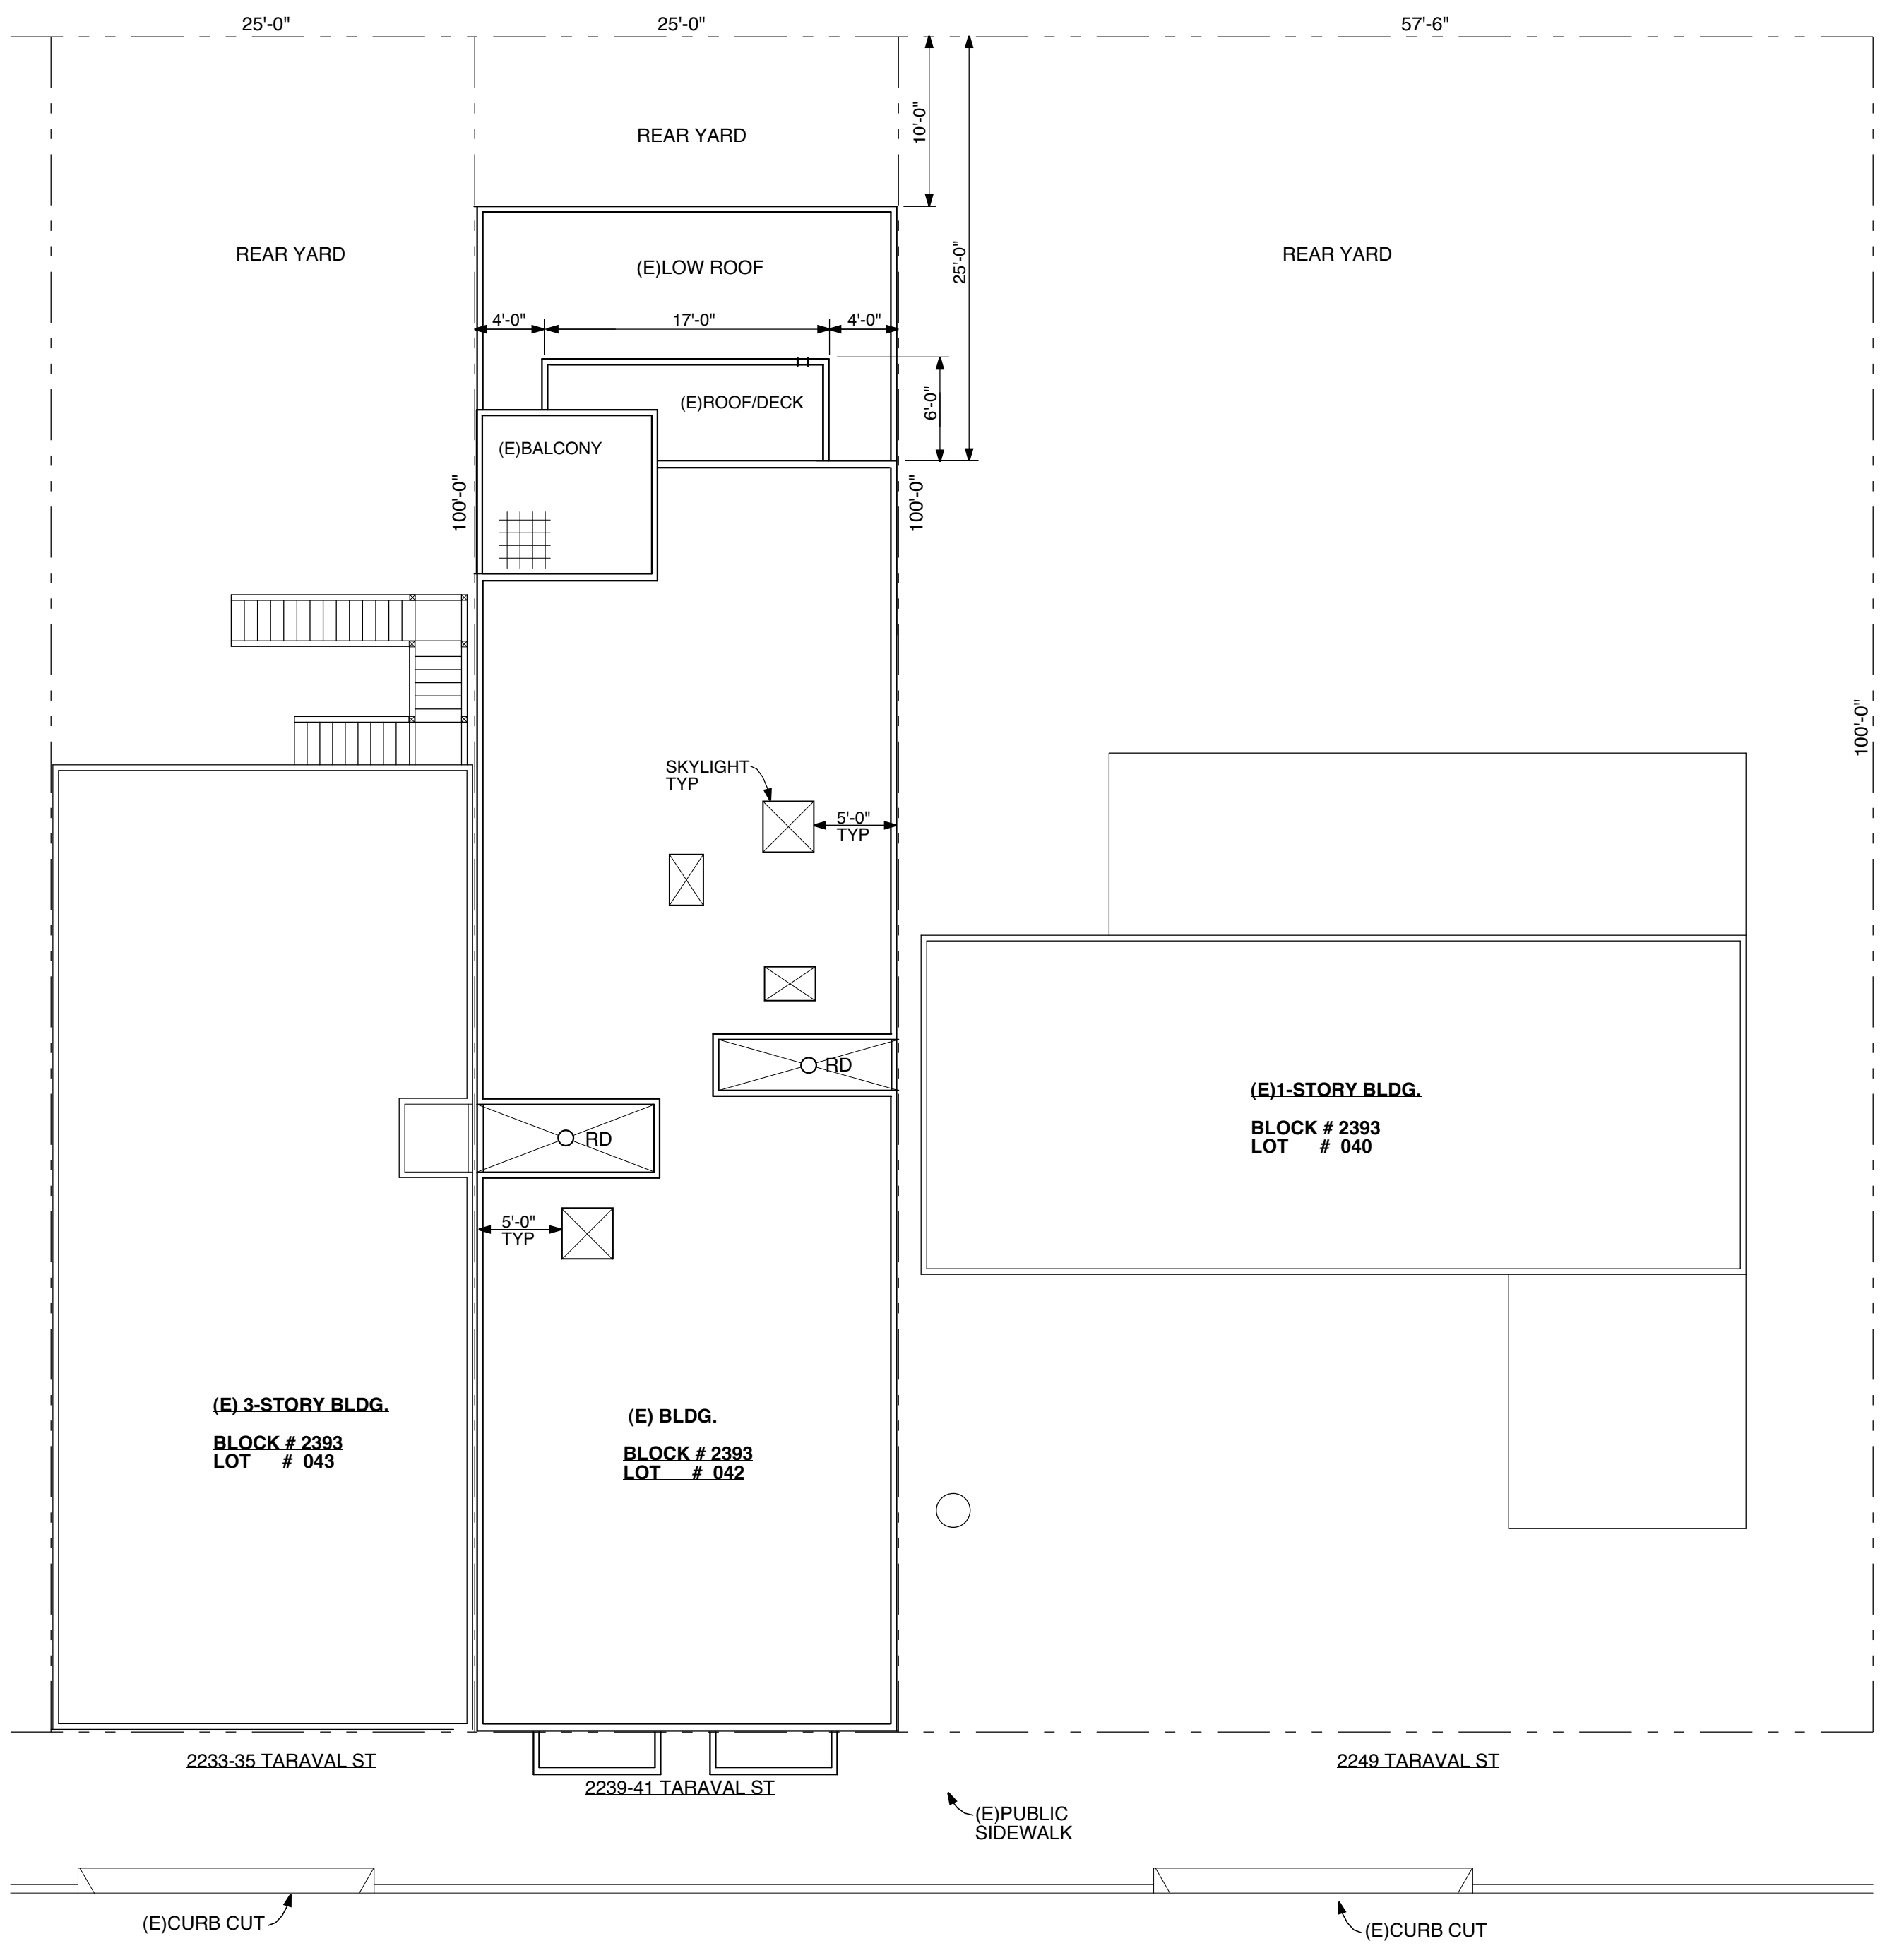 25'-0"
25'-0"
57'-6"
10'-0"
REAR YARD
REAR YARD
(E)LOW ROOF
25'-0"
REAR YARD
4'-0"
17'-0"
4'-0"
(E)ROOF/DECK
6'-0"
(E)BALCONY
100'-0"
100'-0"
100'-0"
SKYLIGHT
TYP
5'-0"
TYP
RD
RD
(E)1-STORY BLDG.
BLOCK # 2393
LOT # 040
5'-0"
TYP
(E) 3-STORY BLDG.
BLOCK # 2393
LOT # 043
(E) BLDG.
BLOCK # 2393
LOT # 042
2233-35 TARAVAL ST
2239-41 TARAVAL ST
2249 TARAVAL ST
(E)PUBLIC
SIDEWALK
(E)CURB CUT
(E)CURB CUT